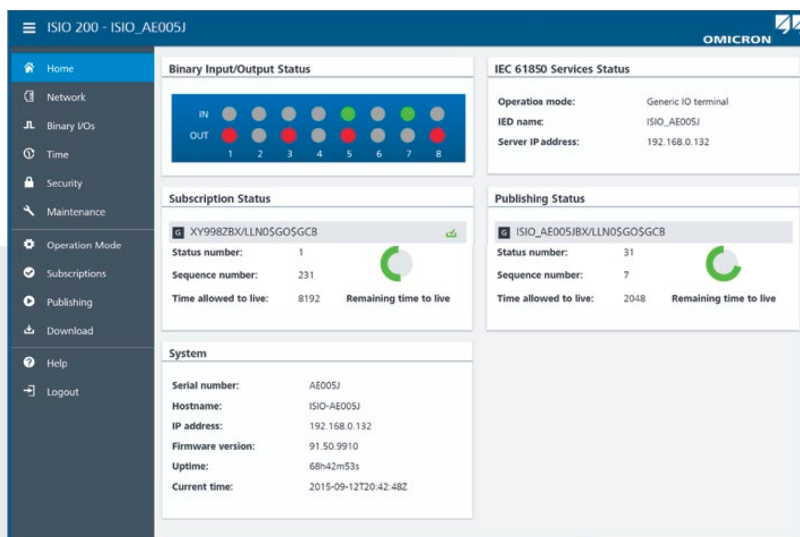 ISIO 200 - ISIO_AE005J
OMICRON
Home
Network
Binary I/Os
Time
Security
Maintenance
Operation Mode
Subscriptions
Publishing
Download
Help
Logout
Binary Input/Output Status
IN
OUT
1 2 3 4 5 6 7 8
IEC 61850 Services Status
Operation mode: Generic IO terminal
IED name: ISIO_AE005J
Server IP address: 192.168.0.132
Subscription Status
G XY998ZBX/LLN0$GO$GCB
Status number: 1
Sequence number: 231
Time allowed to live: 8192 Remaining time to live
Publishing Status
G ISIO_AE005JBX/LLN0$GO$GCB
Status number: 31
Sequence number: 7
Time allowed to live: 2048 Remaining time to live
System
Serial number: AE005J
Hostname: ISIO-AE005J
IP address: 192.168.0.132
Firmware version: 91.50.9910
Uptime: 68h42m53s
Current time: 2015-09-12T20:42:48Z